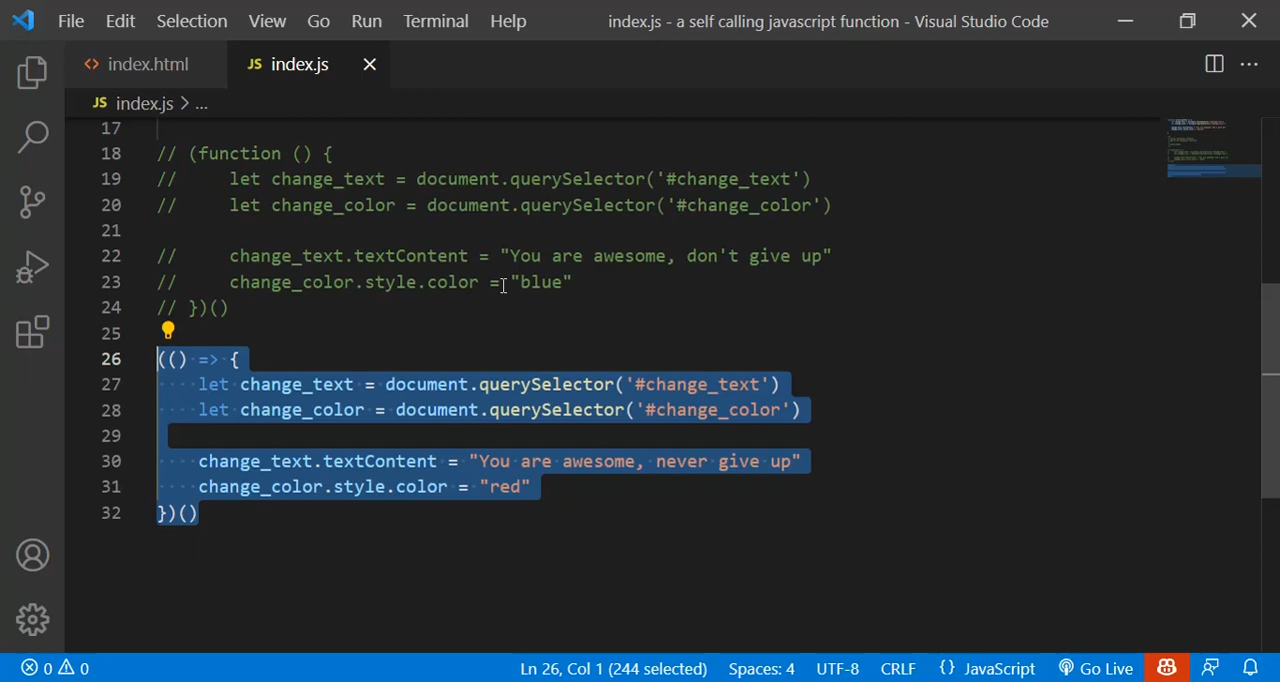 File Edit Selection View Go Run Terminal Help index.js - a self calling javascript function - Visual Studio Code
index.html JS index.js
JS index.js > ...
17
18 // (function () {
19 //     let change_text = document.querySelector('#change_text')
20 //     let change_color = document.querySelector('#change_color')
21
22 //     change_text.textContent = "You are awesome, don't give up"
23 //     change_color.style.color = "blue"
24 // })()
25
26 (() => {
27     let change_text = document.querySelector('#change_text')
28     let change_color = document.querySelector('#change_color')
29
30     change_text.textContent = "You are awesome, never give up"
31     change_color.style.color = "red"
32 })()
0 0 Ln 26, Col 1 (244 selected) Spaces: 4 UTF-8 CRLF {} JavaScript Go Live